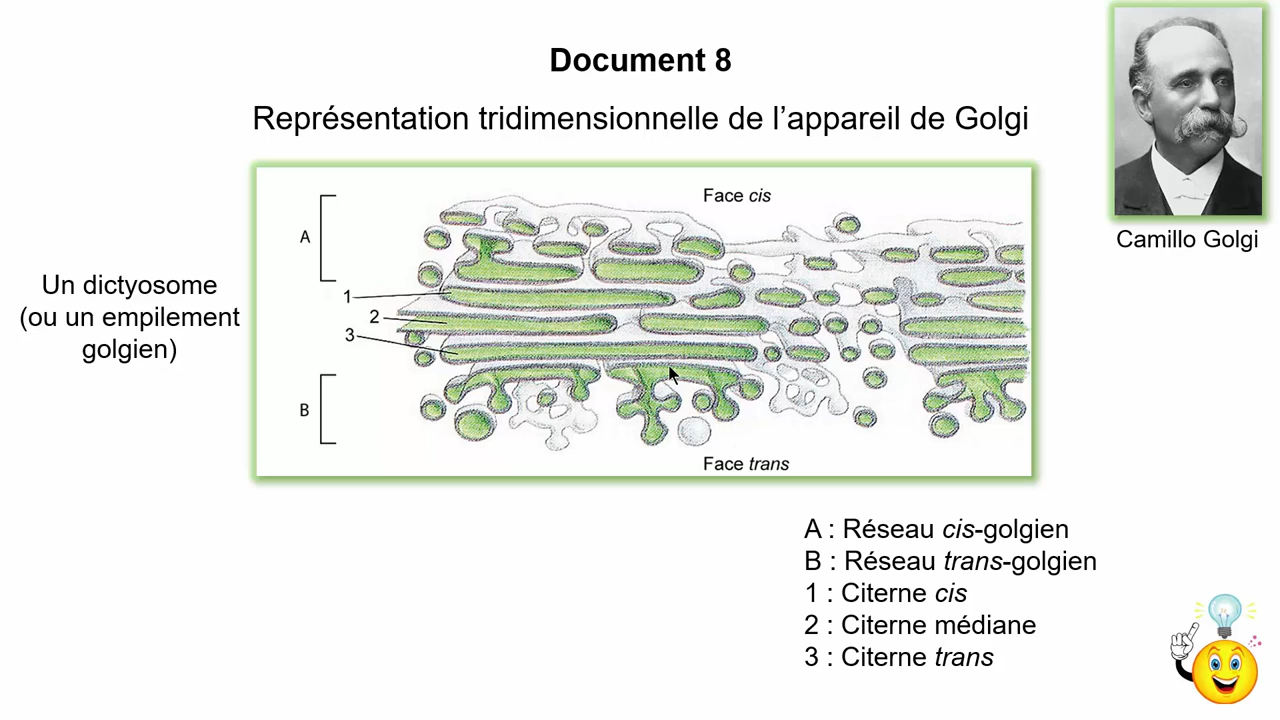 Document 8
Représentation tridimensionnelle de l’appareil de Golgi
Camillo Golgi
Un dictyosome
(ou un empilement
golgien)
Face cis
A
1
2
3
B
Face trans
A : Réseau cis-golgien
B : Réseau trans-golgien
1 : Citerne cis
2 : Citerne médiane
3 : Citerne trans